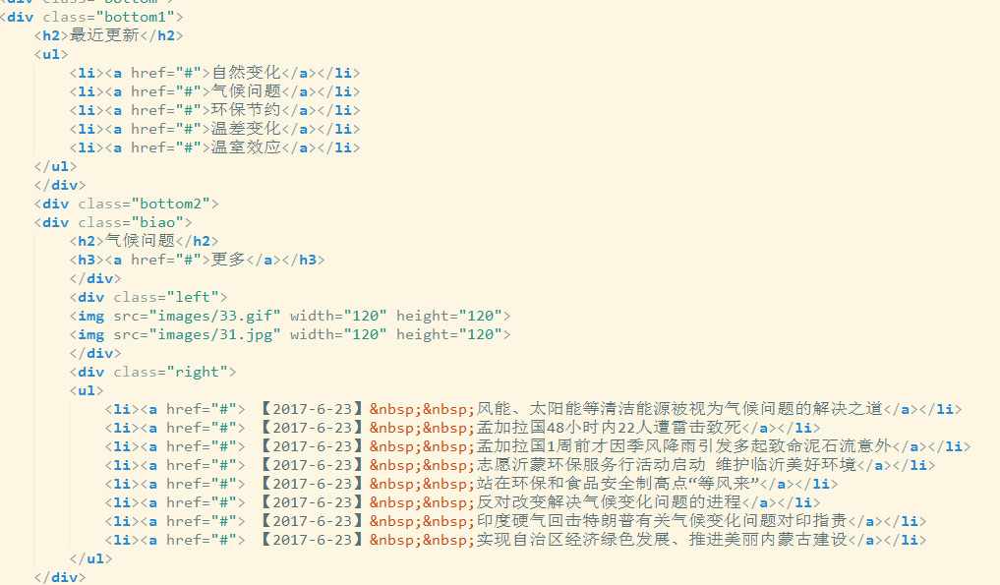 <div class="bottom">
<div class="bottom1">
<h2>最近更新</h2>
<ul>
<li><a href="#">自然变化</a></li>
<li><a href="#">气候问题</a></li>
<li><a href="#">环保节约</a></li>
<li><a href="#">温差变化</a></li>
<li><a href="#">温室效应</a></li>
</ul>
</div>
<div class="bottom2">
<div class="biao">
<h2>气候问题</h2>
<h3><a href="#">更多</a></h3>
</div>
<div class="left">
<img src="images/33.gif" width="120" height="120">
<img src="images/31.jpg" width="120" height="120">
</div>
<div class="right">
<ul>
<li><a href="#"> 【2017-6-23】&nbsp;&nbsp;风能、太阳能等清洁能源被视为气候问题的解决之道</a></li>
<li><a href="#"> 【2017-6-23】&nbsp;&nbsp;孟加拉国48小时内22人遭雷击致死</a></li>
<li><a href="#"> 【2017-6-23】&nbsp;&nbsp;孟加拉国1周前才因季风降雨引发多起致命泥石流意外</a></li>
<li><a href="#"> 【2017-6-23】&nbsp;&nbsp;志愿沂蒙环保服务行活动启动 维护临沂美好环境</a></li>
<li><a href="#"> 【2017-6-23】&nbsp;&nbsp;站在环保和食品安全制高点“等风来”</a></li>
<li><a href="#"> 【2017-6-23】&nbsp;&nbsp;反对改变解决气候变化问题的进程</a></li>
<li><a href="#"> 【2017-6-23】&nbsp;&nbsp;印度硬气回击特朗普有关气候变化问题对印指责</a></li>
<li><a href="#"> 【2017-6-23】&nbsp;&nbsp;实现自治区经济绿色发展、推进美丽内蒙古建设</a></li>
</ul>
</div>